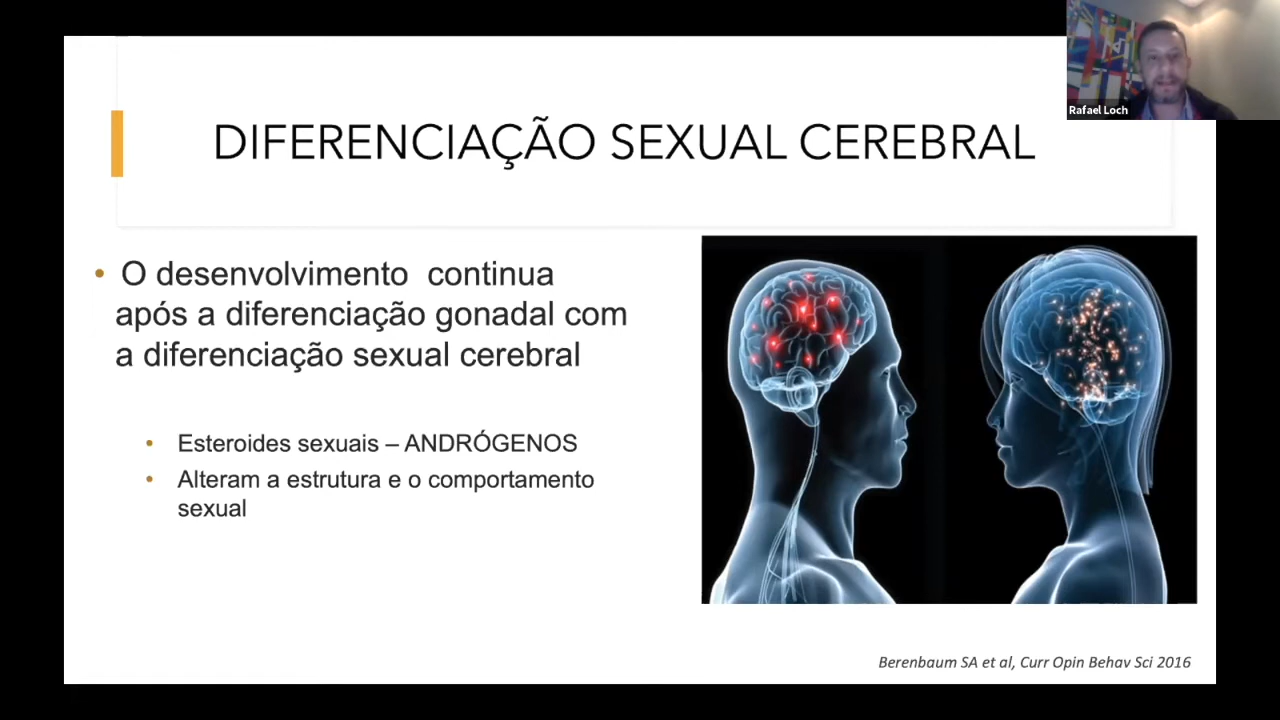 Rafael Loch
DIFERENCIAÇÃO SEXUAL CEREBRAL
• O desenvolvimento continua
após a diferenciação gonadal com
a diferenciação sexual cerebral
• Esteroides sexuais – ANDRÓGENOS
• Alteram a estrutura e o comportamento
sexual
Berenbaum SA et al, Curr Opin Behav Sci 2016